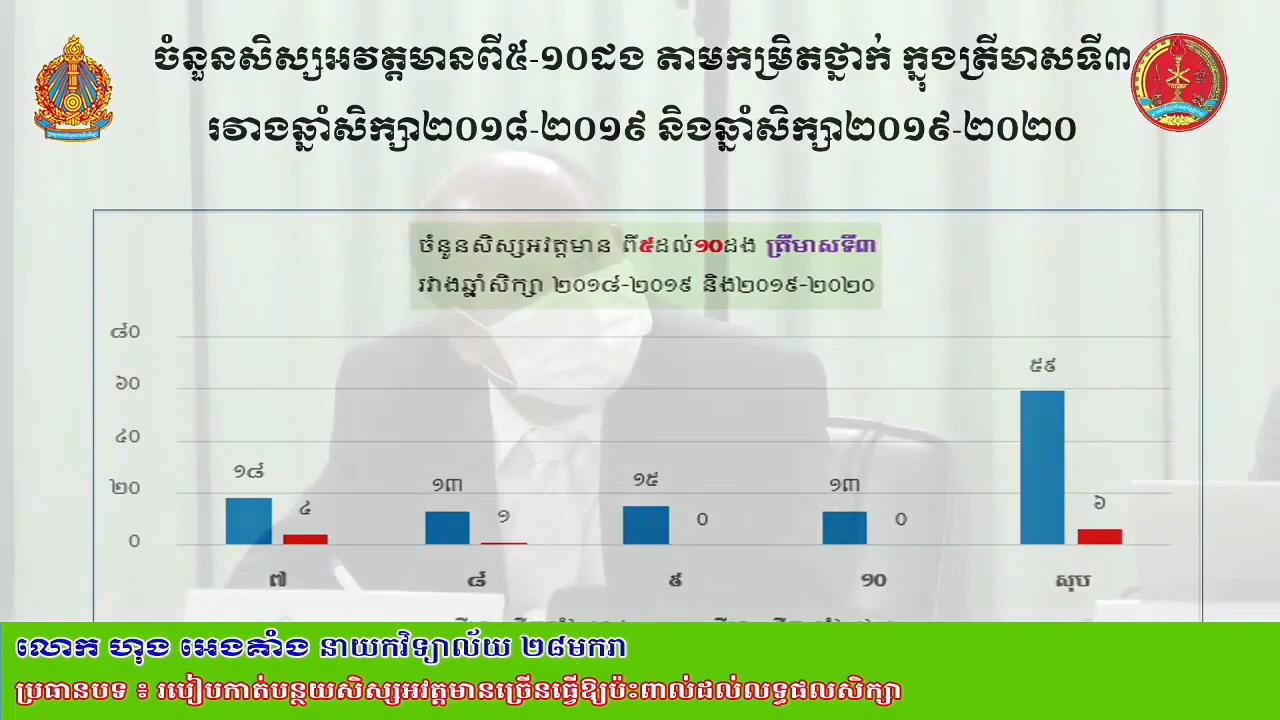 ចំនួនសិស្សអវត្តមានពី៥-១០ដង តាមកម្រិតថ្នាក់ ក្នុងត្រីមាសទី៣
រវាងឆ្នាំសិក្សា២០១៨-២០១៩ និងឆ្នាំសិក្សា២០១៩-២០២០
ចំនួនសិស្សអវត្តមាន ពី៥ដល់១០ដង ត្រីមាសទី៣
រវាងឆ្នាំសិក្សា ២០១៨-២០១៩ និង២០១៩-២០២០
៨០
៦០
៤០
២០
០
១៨ ៤ ១៣ ១ ១៥ ០ ១៣ ០ ៥៩ ៦
៧ ៨ ៩ ១០ សុប
លោក ហុង អេងគាំង នាយកវិទ្យាល័យ ២៨មករា
ប្រធានបទ ៖ របៀបកាត់បន្ថយសិស្សអវត្តមានច្រើនធ្វើឱ្យប៉ះពាល់ដល់លទ្ធផលសិក្សា